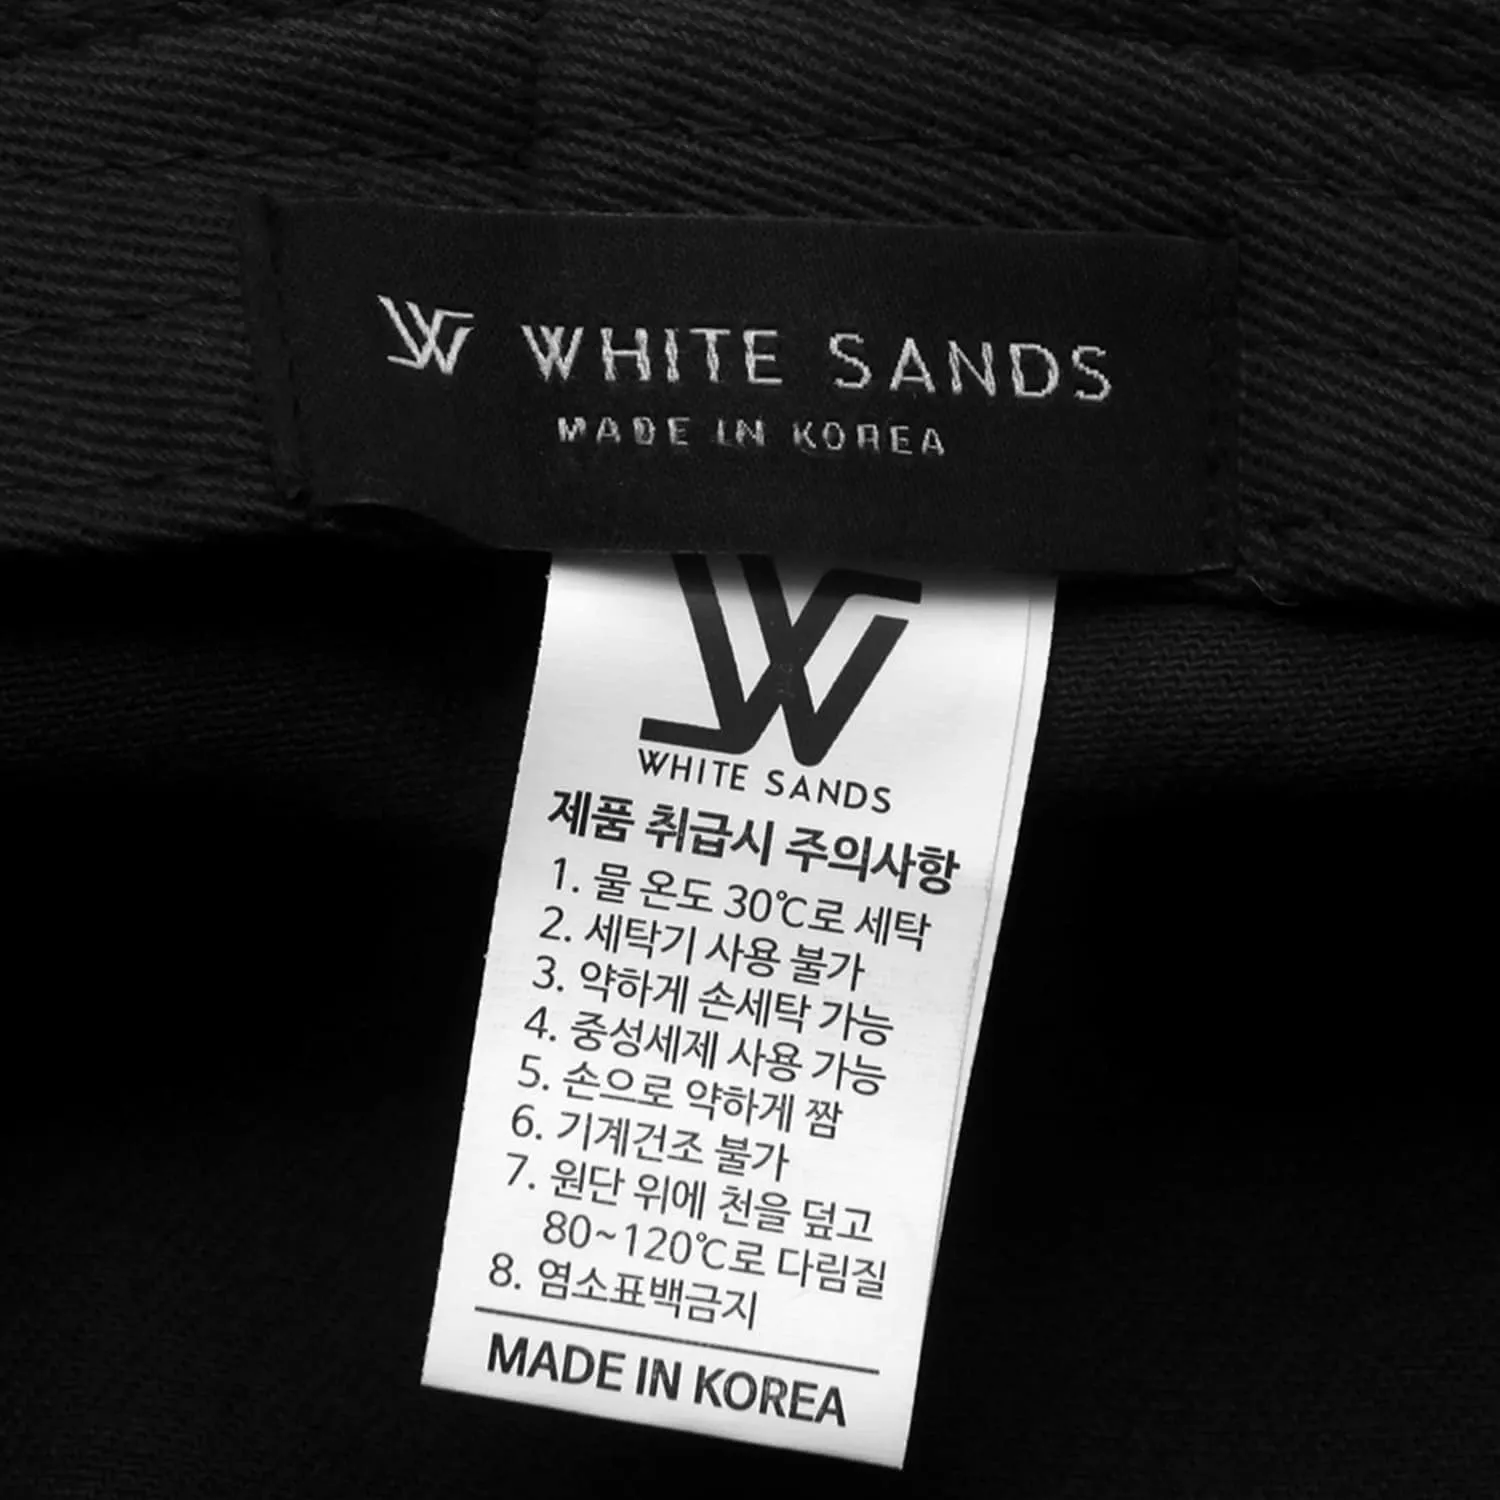 WHITE SANDS
MADE IN KOREA
WHITE SANDS
제품 취급시 주의사항
1. 물 온도 30℃로 세탁
2. 세탁기 사용 불가
3. 약하게 손세탁 가능
4. 중성세제 사용 가능
5. 손으로 약하게 짬
6. 기계건조 불가
7. 원단 위에 천을 덮고
80~120℃로 다림질
8. 염소표백금지
MADE IN KOREA